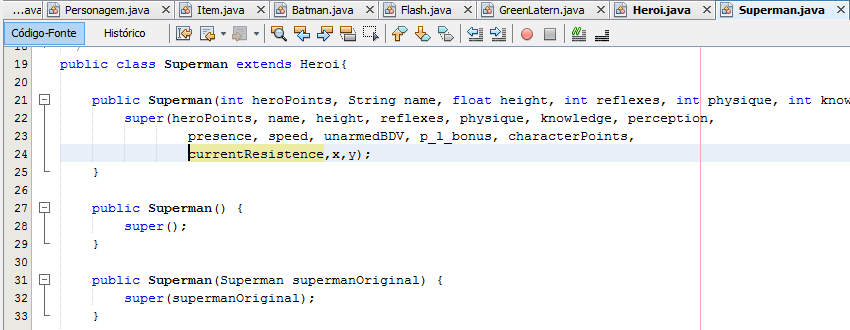 ...ava Personagem.java Item.java Batman.java Flash.java GreenLatern.java Heroi.java Superman.java
Código-Fonte Histórico
18 */
19 public class Superman extends Heroi{
20
21 public Superman(int heroPoints, String name, float height, int reflexes, int physique, int know
22 super(heroPoints, name, height, reflexes, physique, knowledge, perception,
23 presence, speed, unarmedBDV, p_l_bonus, characterPoints,
24 currentResistence,x,y);
25 }
26
27 public Superman() {
28 super();
29 }
30
31 public Superman(Superman supermanOriginal) {
32 super(supermanOriginal);
33 }